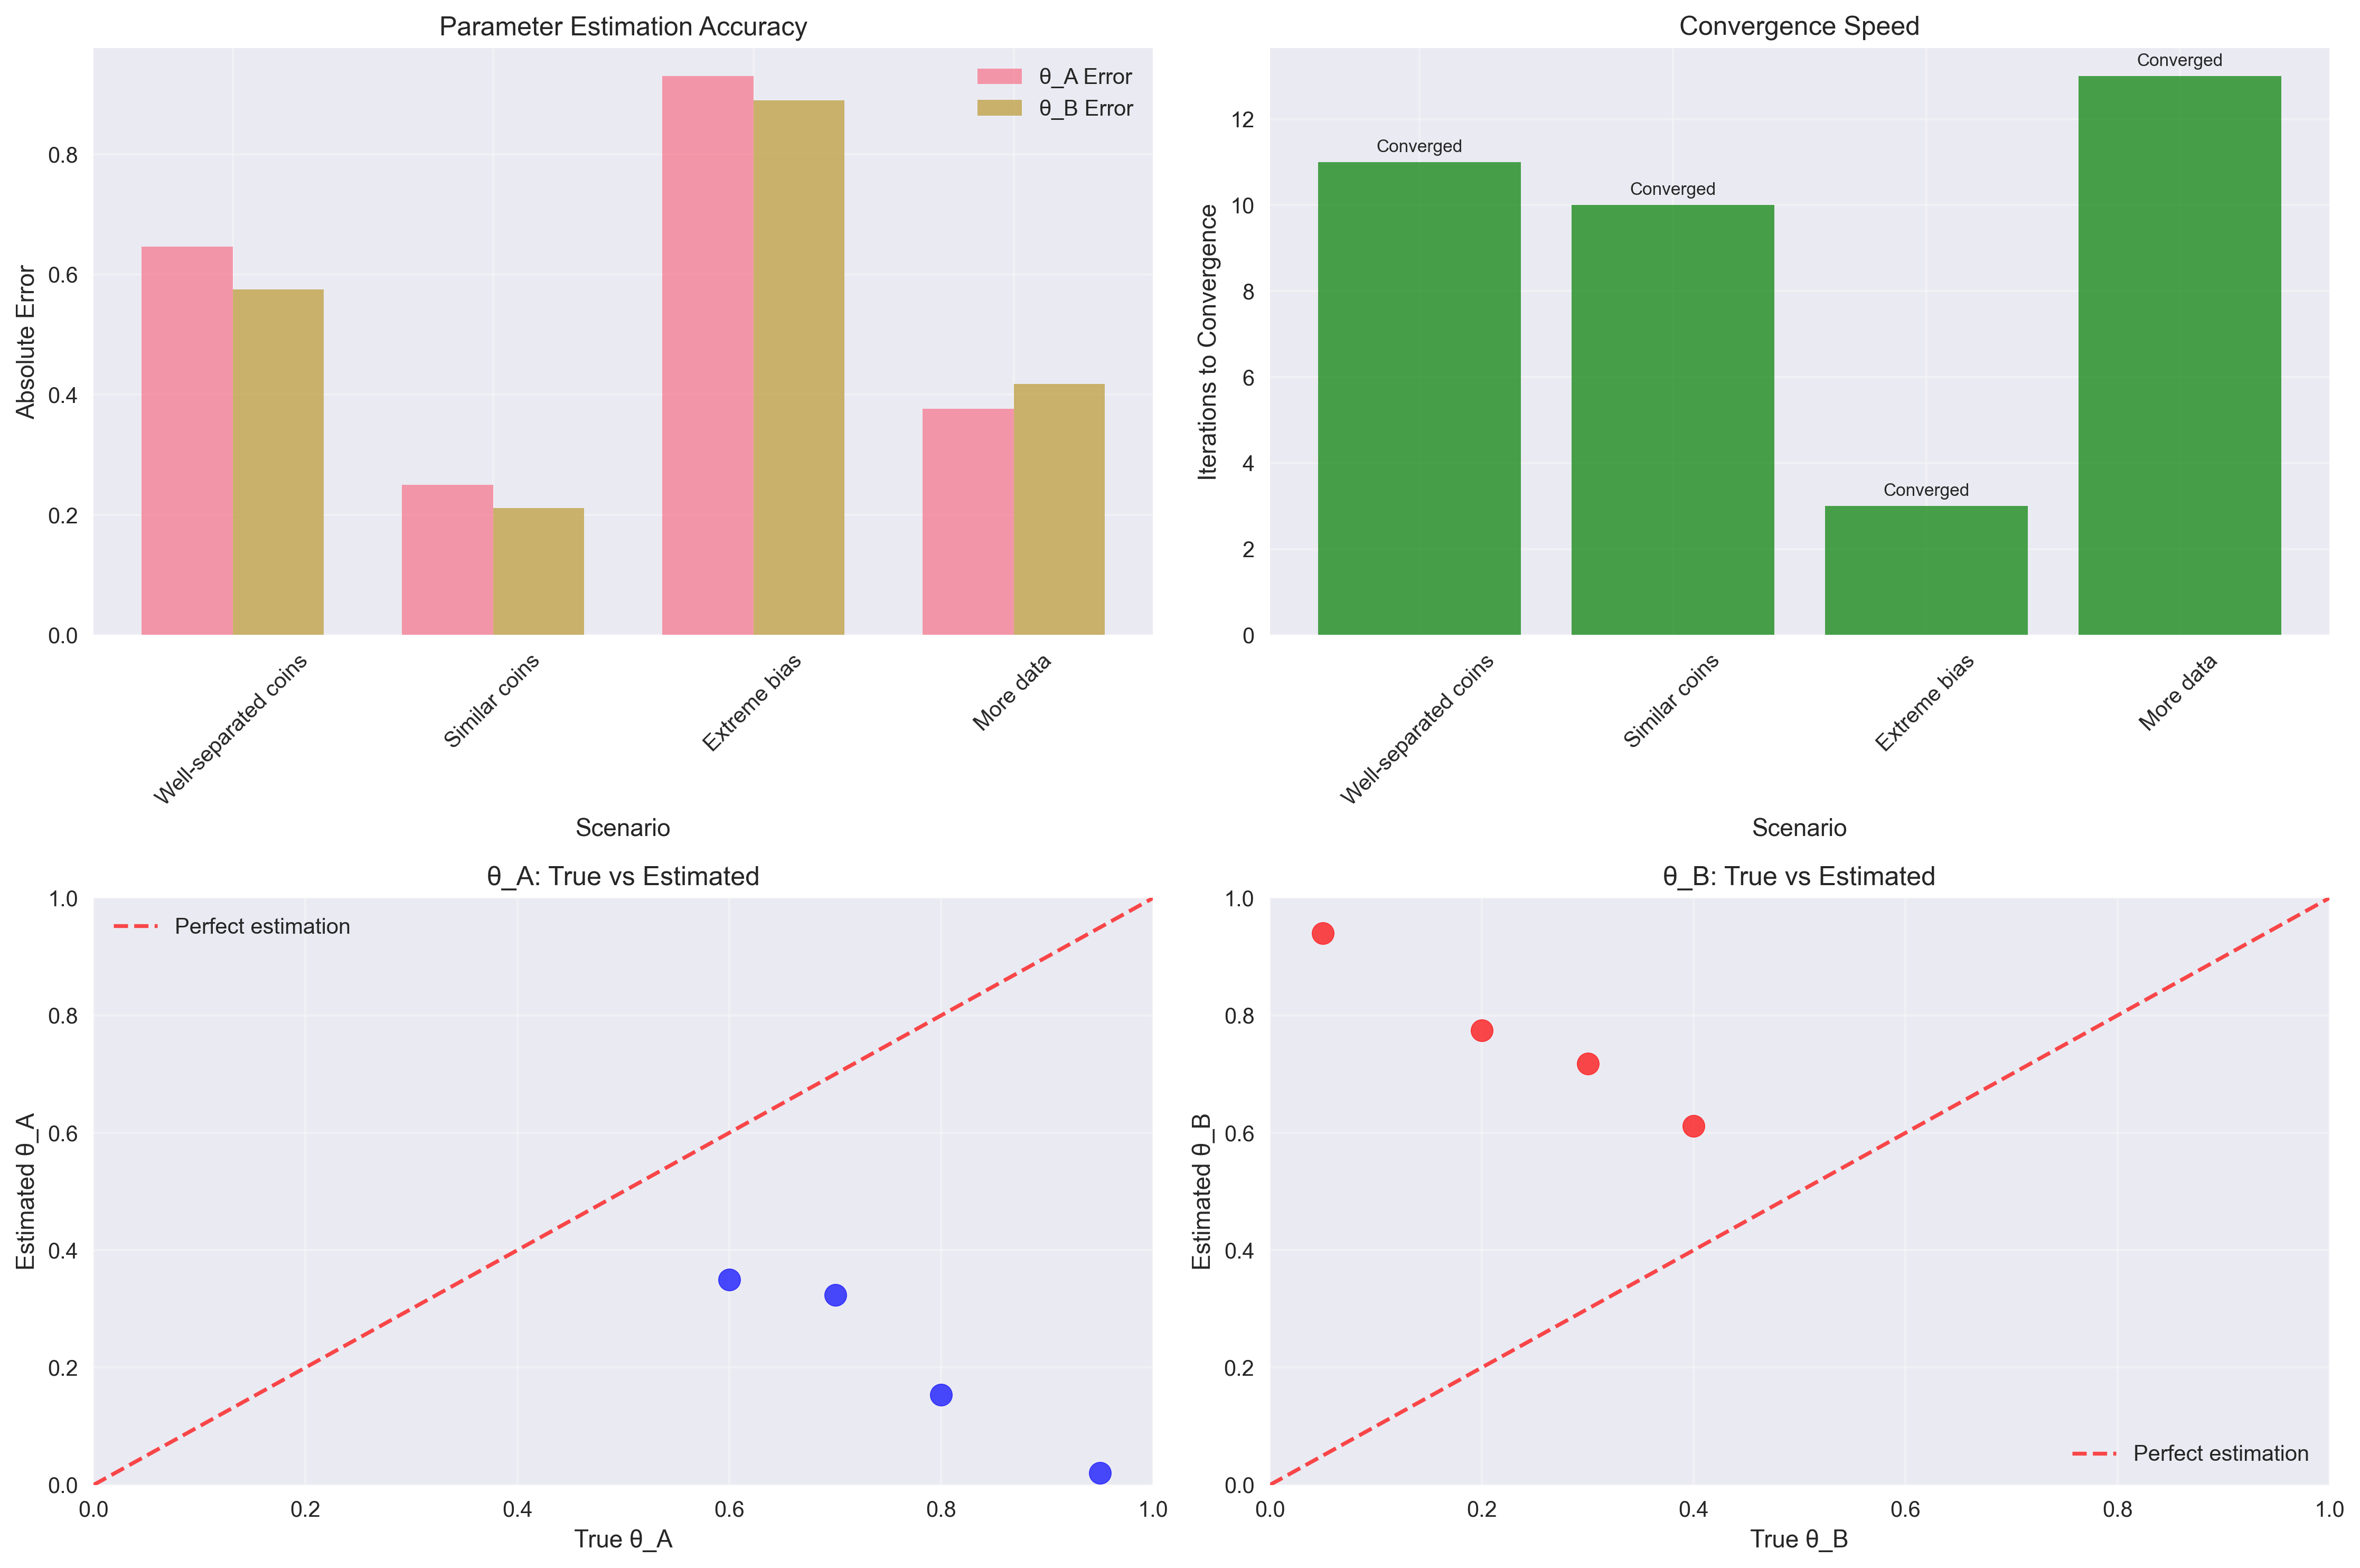 Parameter Estimation Accuracy
θ_A Error
θ_B Error
Absolute Error
0.8
0.6
0.4
0.2
0.0
Well-separated coins
Similar coins
Extreme bias
More data
Scenario
Convergence Speed
Converged
Converged
Converged
Converged
Iterations to Convergence
12
10
8
6
4
2
0
Well-separated coins
Similar coins
Extreme bias
More data
Scenario
θ_A: True vs Estimated
Perfect estimation
Estimated θ_A
1.0
0.8
0.6
0.4
0.2
0.0
0.0 0.2 0.4 0.6 0.8 1.0
True θ_A
θ_B: True vs Estimated
Estimated θ_B
1.0
0.8
0.6
0.4
0.2
0.0
Perfect estimation
0.0 0.2 0.4 0.6 0.8 1.0
True θ_B